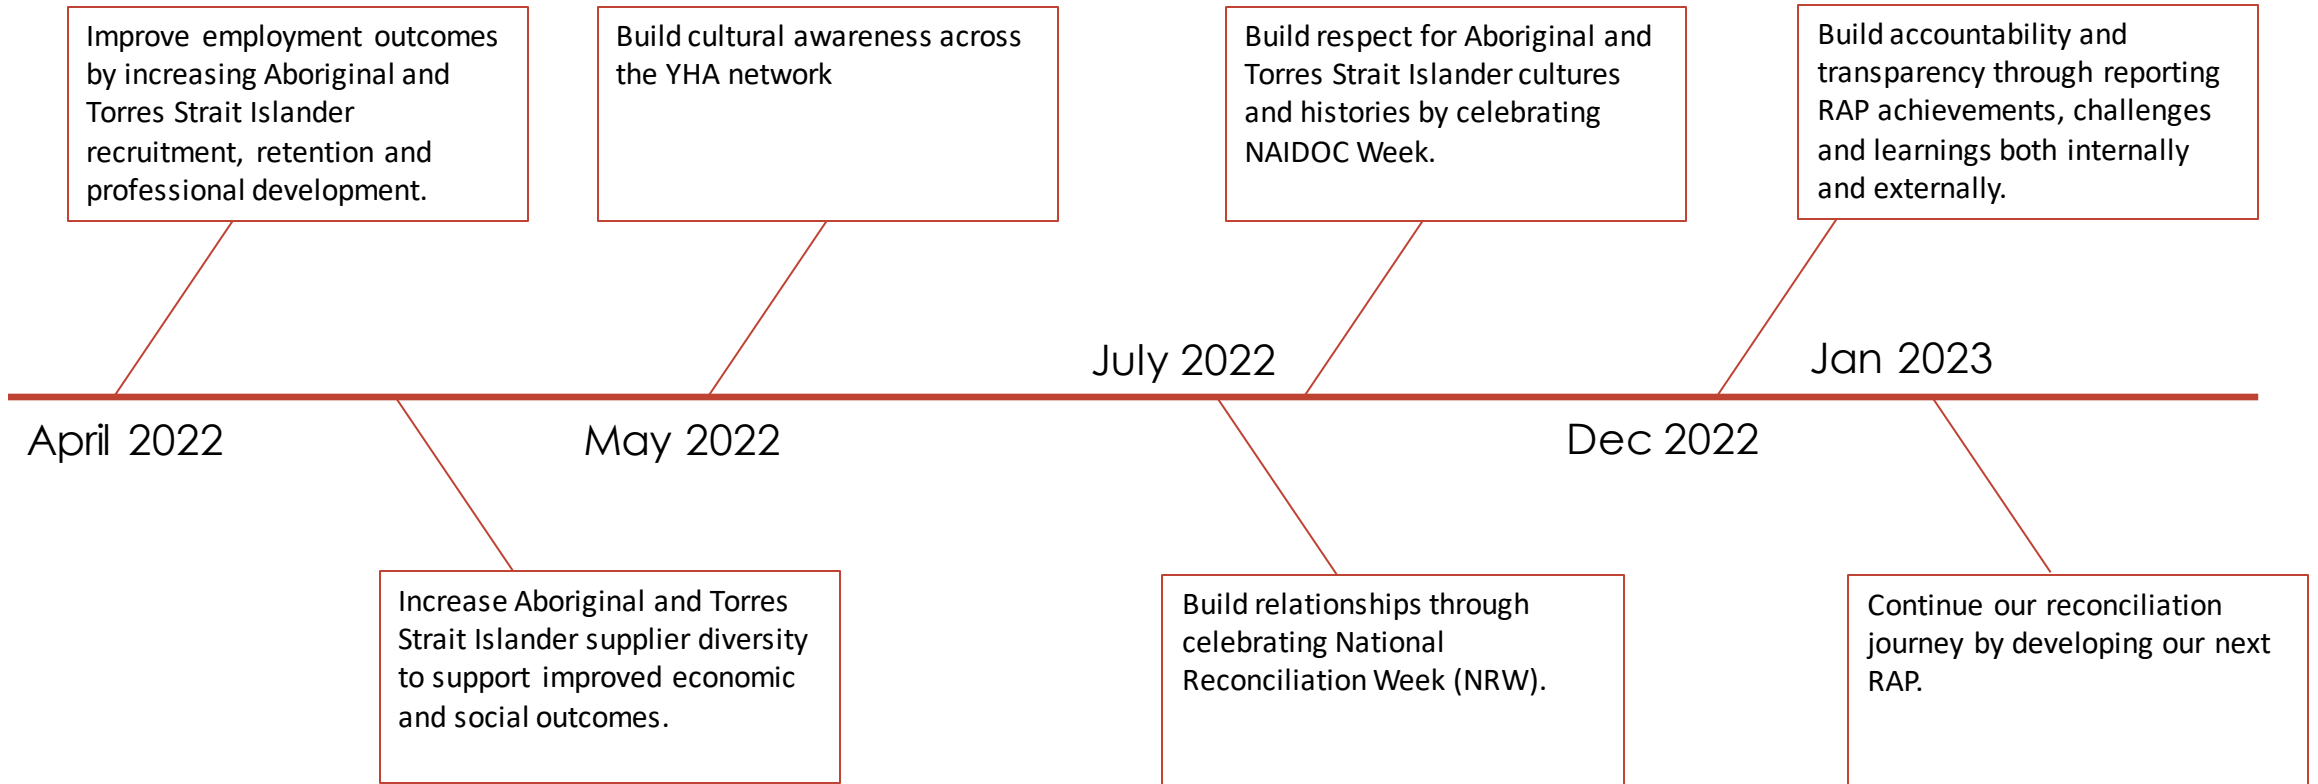 Improve employment outcomes
by increasing Aboriginal and
Torres Strait Islander
recruitment, retention and
professional development.
Build cultural awareness across
the YHA network
Build respect for Aboriginal and
Torres Strait Islander cultures
and histories by celebrating
NAIDOC Week.
Build accountability and
transparency through reporting
RAP achievements, challenges
and learnings both internally
and externally.
July 2022
Jan 2023
April 2022
May 2022
Dec 2022
Increase Aboriginal and Torres
Strait Islander supplier diversity
to support improved economic
and social outcomes.
Build relationships through
celebrating National
Reconciliation Week (NRW).
Continue our reconciliation
journey by developing our next
RAP.